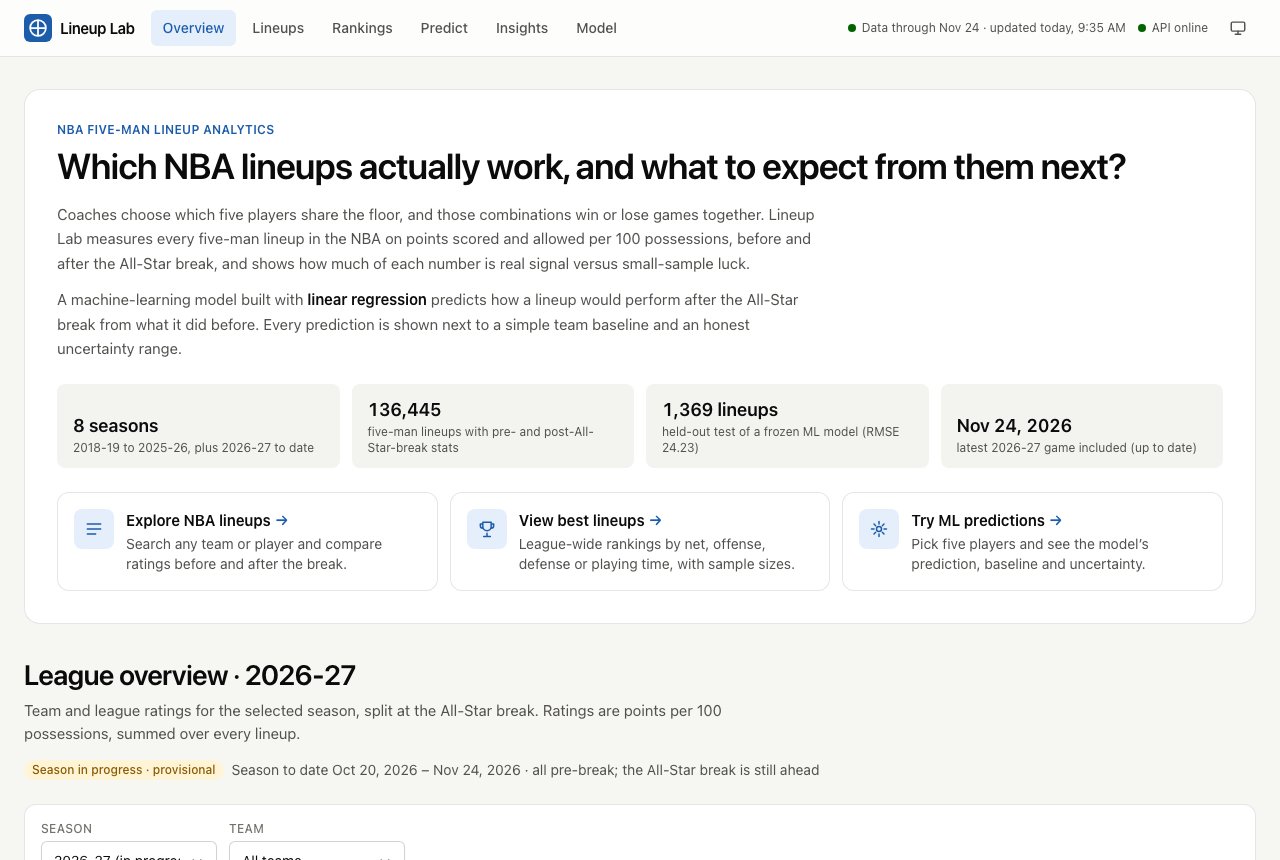 Lineup Lab
Overview
Lineups
Rankings
Predict
Insights
Model
Data through Nov 24 · updated today, 9:35 AM
API online
NBA FIVE-MAN LINEUP ANALYTICS
Which NBA lineups actually work, and what to expect from them next?
Coaches choose which five players share the floor, and those combinations win or lose games together. Lineup
Lab measures every five-man lineup in the NBA on points scored and allowed per 100 possessions, before and
after the All-Star break, and shows how much of each number is real signal versus small-sample luck.
A machine-learning model built with linear regression predicts how a lineup would perform after the All-Star
break from what it did before. Every prediction is shown next to a simple team baseline and an honest
uncertainty range.
8 seasons
2018-19 to 2025-26, plus 2026-27 to date
136,445
five-man lineups with pre- and post-All-
Star-break stats
1,369 lineups
held-out test of a frozen ML model (RMSE
24.23)
Nov 24, 2026
latest 2026-27 game included (up to date)
Explore NBA lineups →
Search any team or player and compare
ratings before and after the break.
View best lineups →
League-wide rankings by net, offense,
defense or playing time, with sample sizes.
Try ML predictions →
Pick five players and see the model's
prediction, baseline and uncertainty.
League overview · 2026-27
Team and league ratings for the selected season, split at the All-Star break. Ratings are points per 100
possessions, summed over every lineup.
Season in progress · provisional
Season to date Oct 20, 2026 – Nov 24, 2026 · all pre-break; the All-Star break is still ahead
SEASON
TEAM
2026-27 (in progre
All teams